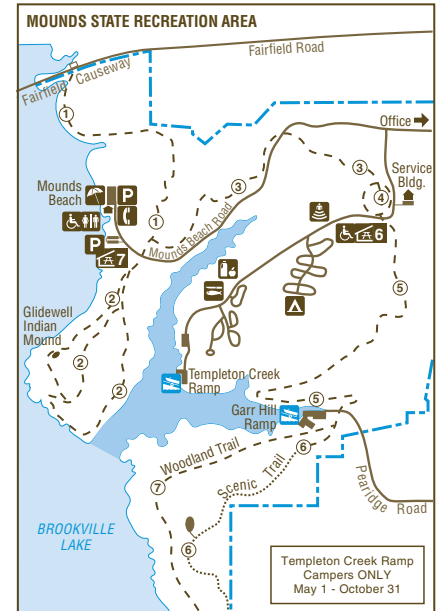 MOUNDS STATE RECREATION AREA
Fairfield Road
Fairfield Causeway
1
Office
Mounds
Beach
P
1
3
Mounds Beach Road
3
Service
Bldg.
4
6
P
7
2
5
Glidewell
Indian
Mound
2
2
Templeton Creek
Ramp
5
Garr Hill
Ramp
6
Woodland Trail
7
Scenic Trail
Pearidge Road
6
BROOKVILLE
LAKE
Templeton Creek Ramp
Campers ONLY
May 1 - October 31